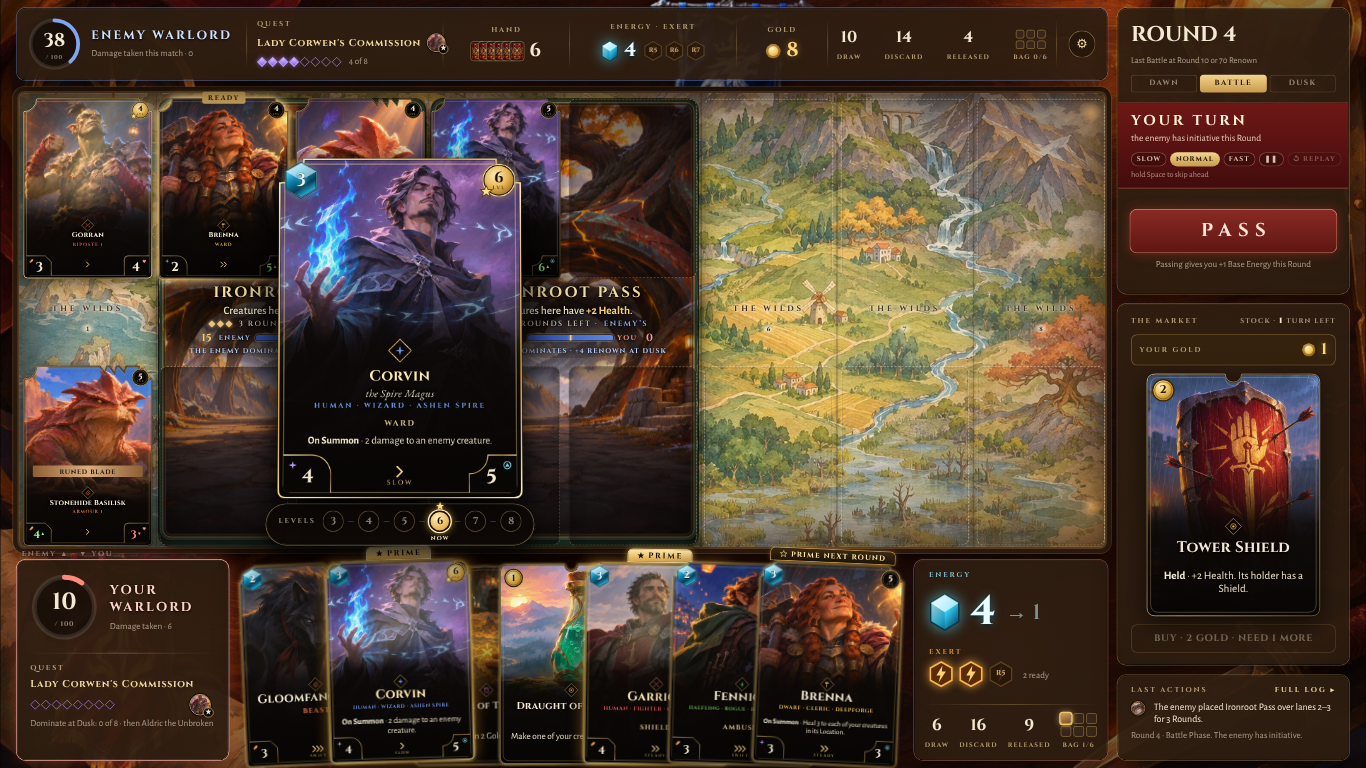 38
/ 100
ENEMY WARLORD
Damage taken this match · 0
QUEST
LADY CORWEN'S COMMISSION
4 of 8
HAND
6
ENERGY · EXERT
4
R5
R6
R7
GOLD
8
10
DRAW
14
DISCARD
4
RELEASED
BAG 0/6
ROUND 4
Last Battle at Round 10 or 70 Renown
DAWN
BATTLE
DUSK
YOUR TURN
the enemy has initiative this Round
SLOW
NORMAL
FAST
REPLAY
hold Space to skip ahead
PASS
Passing gives you +1 Base Energy this Round
THE MARKET
STOCK · 1 TURN LEFT
YOUR GOLD
1
2
TOWER SHIELD
Held · +2 Health. Its holder has a
Shield.
BUY · 2 GOLD · NEED 1 MORE
LAST ACTIONS
FULL LOG
The enemy placed Ironroot Pass over lanes 2–3
for 3 Rounds.
Round 4 · Battle Phase. The enemy has initiative.
4
GORRAN
RIPOSTE 1
3
4
READY
4
BRENNA
WARD
2
5
4
5
6
THE WILDS
1
IRONR
Creatures he
3 ROUN
15 ENEMY
THE ENEMY DOMINA
NROOT PASS
ures here have +2 Health.
ROUNDS LEFT · ENEMY'S
YOU 0
OMINATES · +4 RENOWN AT DUSK
THE WILDS
THE WILDS
THE WILDS
5
RUNED BLADE
STONEHIDE BASILISK
ARMOUR 1
4
3
3
6
LVL
CORVIN
the Spire Magus
HUMAN · WIZARD · ASHEN SPIRE
WARD
On Summon · 2 damage to an enemy creature.
4
SLOW
5
LEVELS
3
4
5
6
7
8
NOW
ENEMY
YOU
10
/ 100
YOUR
WARLORD
Damage taken · 6
QUEST
LADY CORWEN'S COMMISSION
Dominate at Dusk: 0 of 8 · then Aldric the Unbroken
2
GLOOMFAN
BEAST
3
PRIME
3
6
CORVIN
HUMAN · WIZARD · ASHEN SPIRE
On Summon · 2 damage to an enemy
creature.
4
SLOW
5
OF T
n 2 Gol
1
DRAUGHT OF
Make one of your cre
PRIME
3
GARRI
HUMAN · FIGHTER ·
SHIEL
4
2
FENNI
HALFLING · ROGUE ·
AMBUS
3
PRIME NEXT ROUND
3
5
BRENNA
DWARF · CLERIC · DEEPFORGE
On Summon · Heal 3 to each of your creatures
in its Location.
3
STEADY
3
ENERGY
4 → 1
EXERT
R5
2 ready
6
DRAW
16
DISCARD
9
RELEASED
BAG 1/6